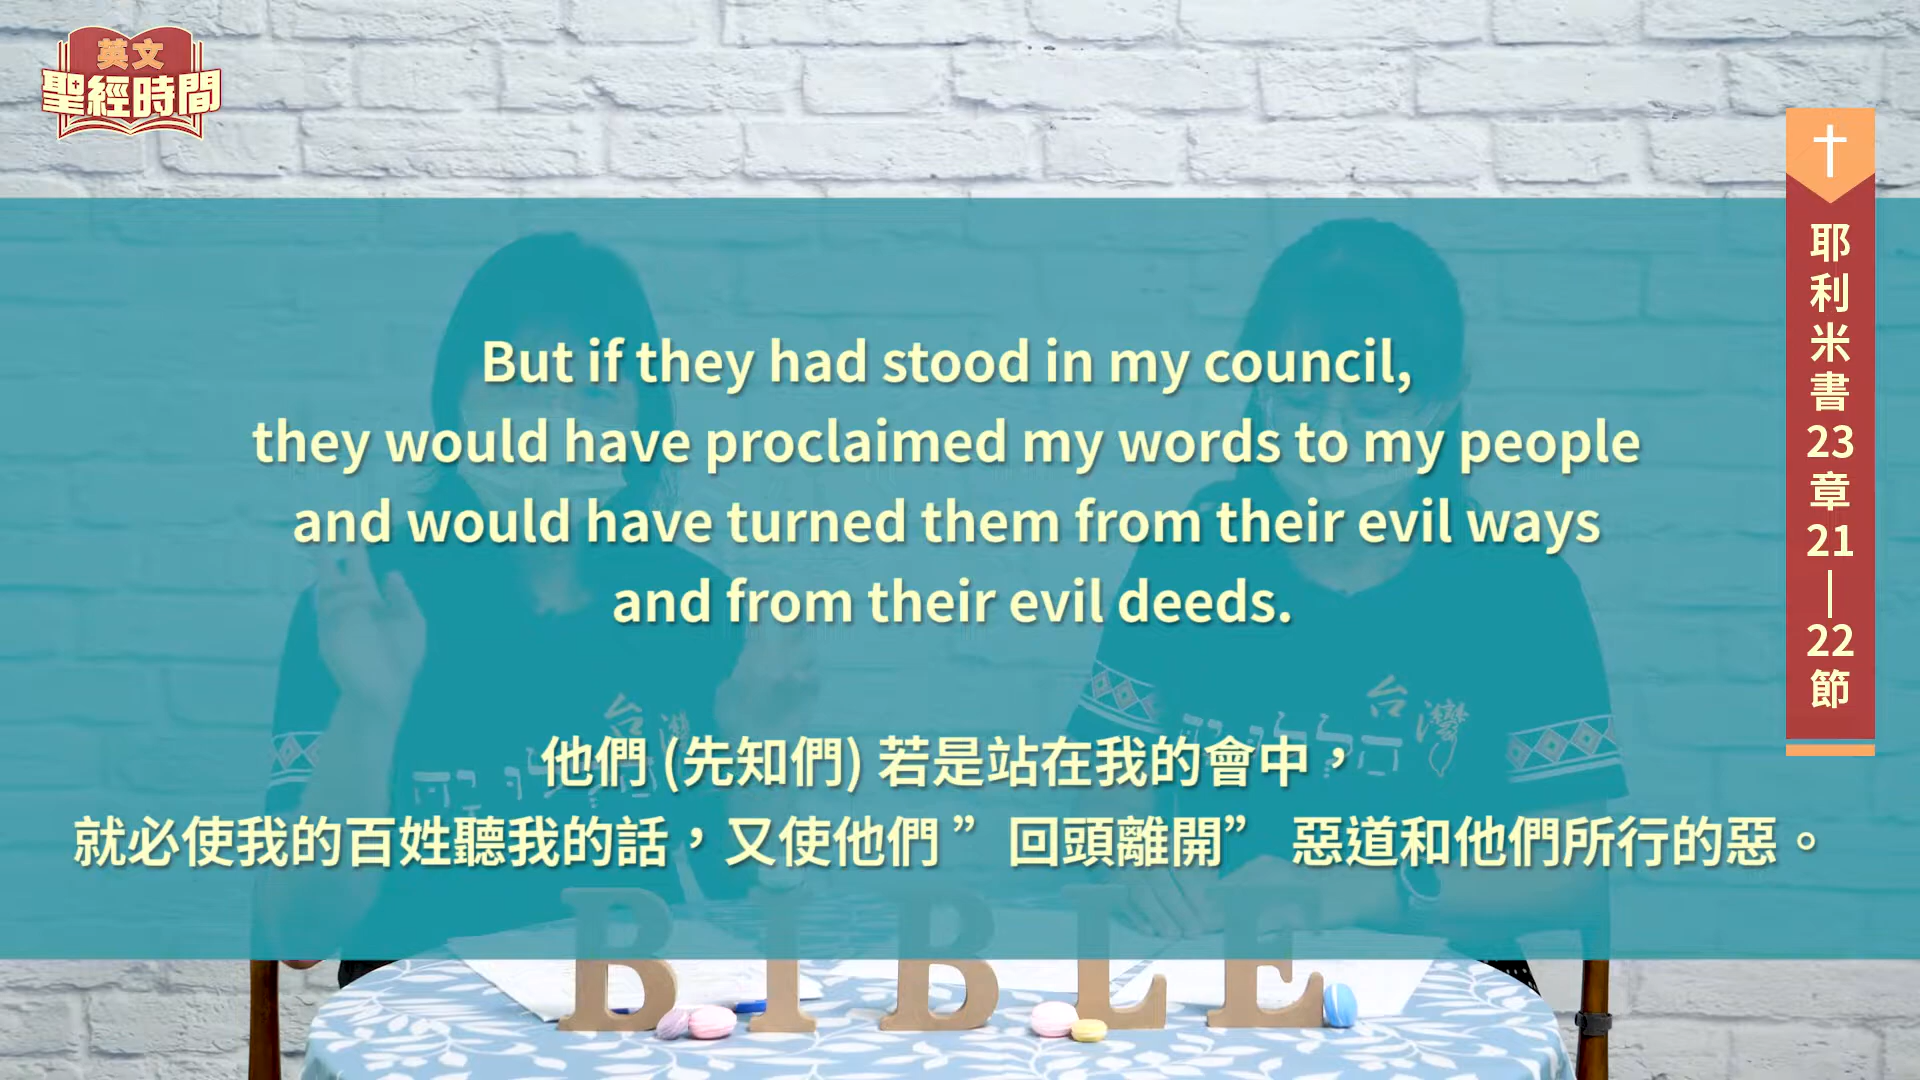 英文
聖經時間
But if they had stood in my council,
they would have proclaimed my words to my people
and would have turned them from their evil ways
and from their evil deeds.
他們 (先知們) 若是站在我的會中，
就必使我的百姓聽我的話，又使他們 ”回頭離開” 惡道和他們所行的惡。
耶利米書23章21—22節
台灣
台灣
BIBLE